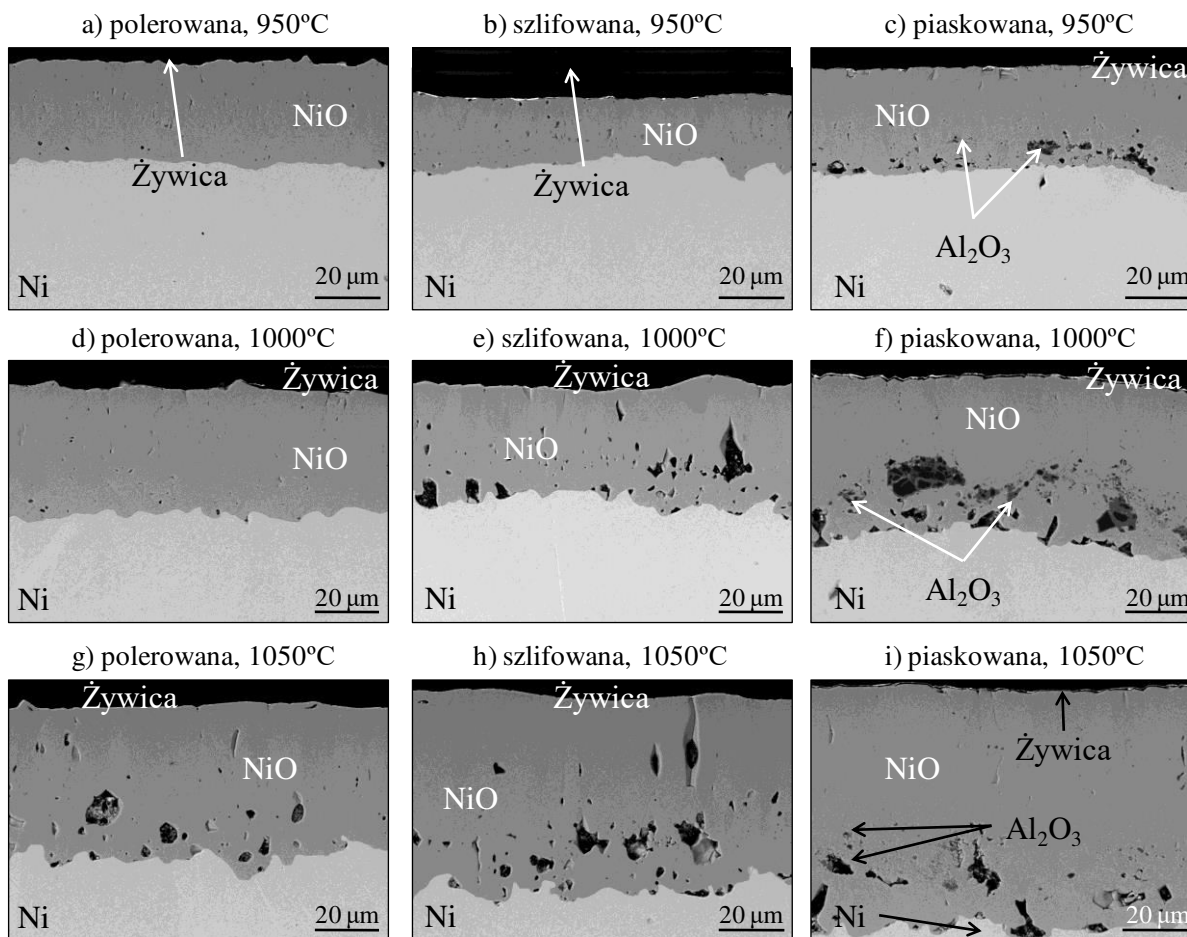 a) polerowana, 950ºC
b) szlifowana, 950ºC
c) piaskowana, 950ºC
NiO
Żywica
Ni
20 μm
NiO
Żywica
Ni
20 μm
Żywica
NiO
Al₂O₃
Ni
20 μm
d) polerowana, 1000ºC
e) szlifowana, 1000ºC
f) piaskowana, 1000ºC
Żywica
NiO
Ni
20 μm
Żywica
NiO
Ni
20 μm
Żywica
NiO
Al₂O₃
Ni
20 μm
g) polerowana, 1050ºC
h) szlifowana, 1050ºC
i) piaskowana, 1050ºC
Żywica
NiO
Ni
20 μm
Żywica
NiO
Ni
20 μm
Żywica
NiO
Al₂O₃
Ni
20 μm